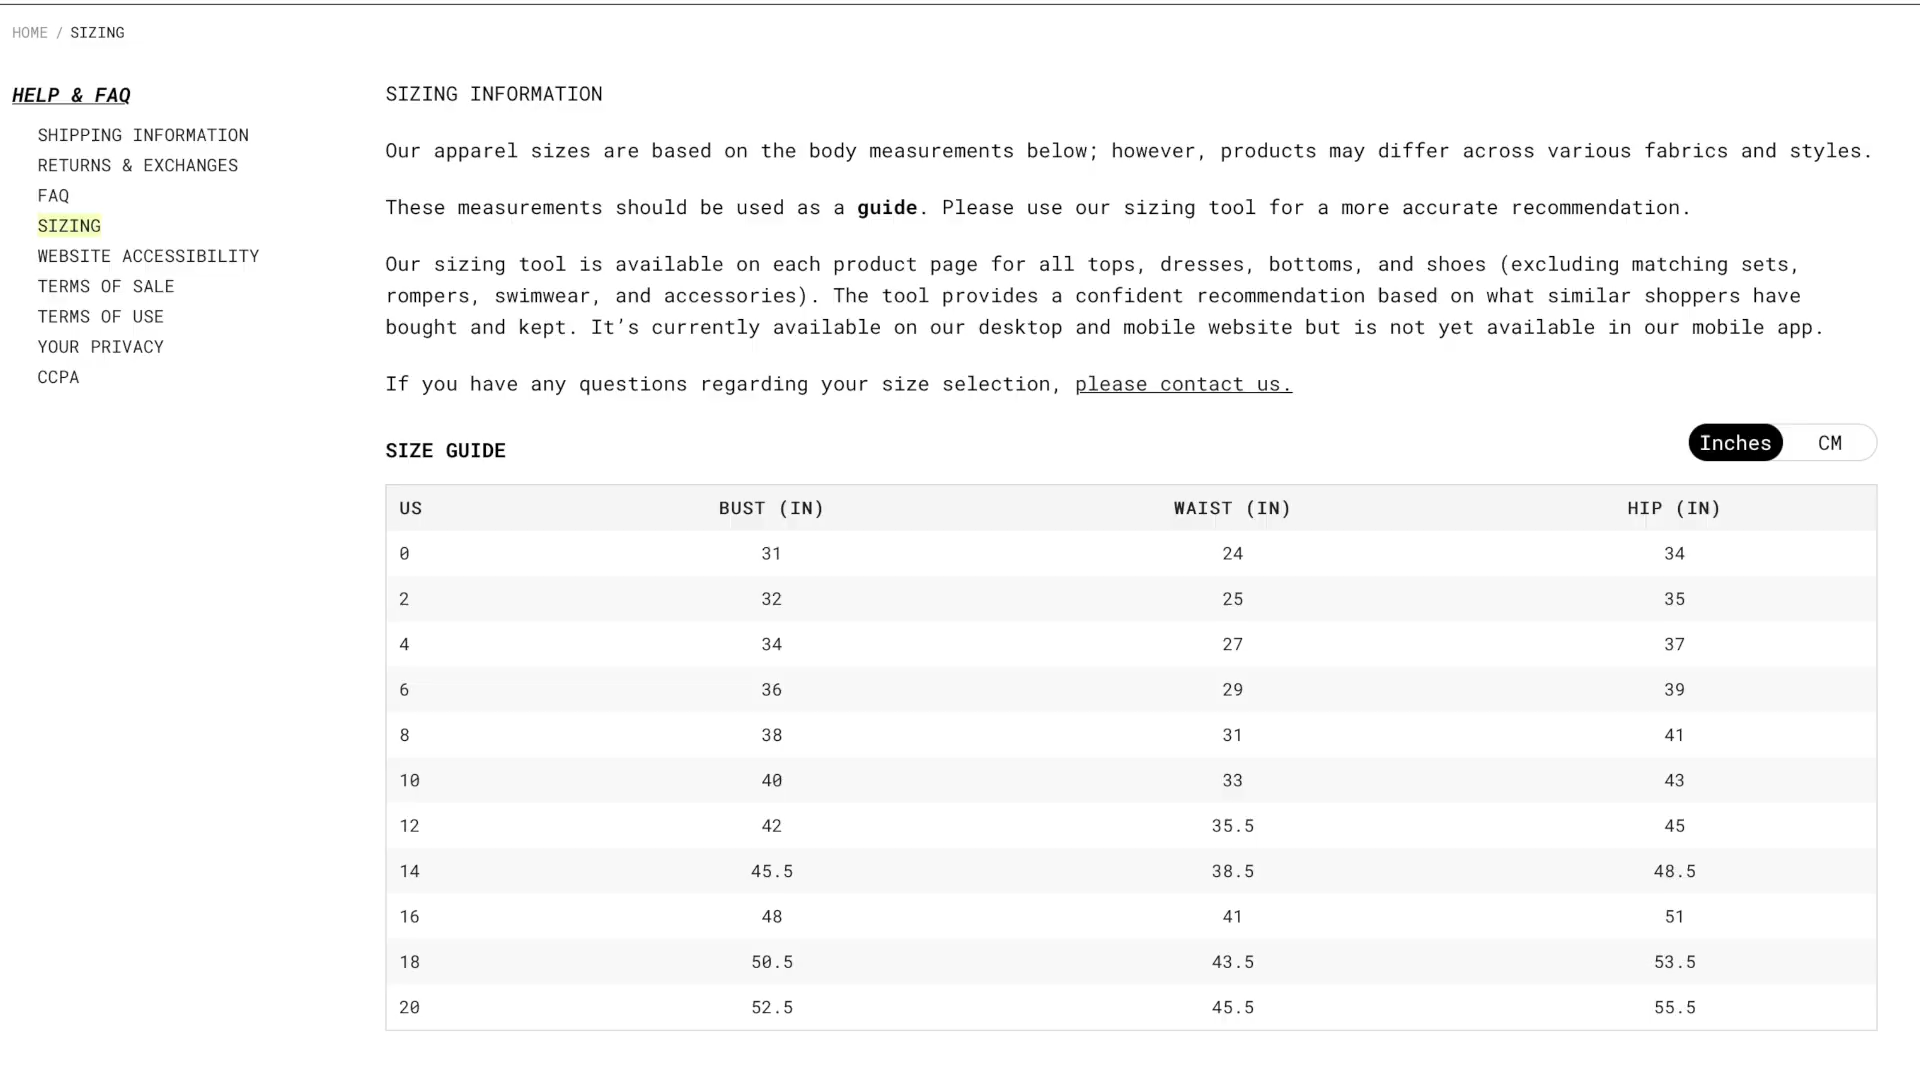 HOME / SIZING
HELP & FAQ
SHIPPING INFORMATION
RETURNS & EXCHANGES
FAQ
SIZING
WEBSITE ACCESSIBILITY
TERMS OF SALE
TERMS OF USE
YOUR PRIVACY
CCPA
SIZING INFORMATION
Our apparel sizes are based on the body measurements below; however, products may differ across various fabrics and styles.
These measurements should be used as a guide. Please use our sizing tool for a more accurate recommendation.
Our sizing tool is available on each product page for all tops, dresses, bottoms, and shoes (excluding matching sets,
rompers, swimwear, and accessories). The tool provides a confident recommendation based on what similar shoppers have
bought and kept. It’s currently available on our desktop and mobile website but is not yet available in our mobile app.
If you have any questions regarding your size selection, please contact us.
SIZE GUIDE
Inches CM
US BUST (IN) WAIST (IN) HIP (IN)
0 31 24 34
2 32 25 35
4 34 27 37
6 36 29 39
8 38 31 41
10 40 33 43
12 42 35.5 45
14 45.5 38.5 48.5
16 48 41 51
18 50.5 43.5 53.5
20 52.5 45.5 55.5